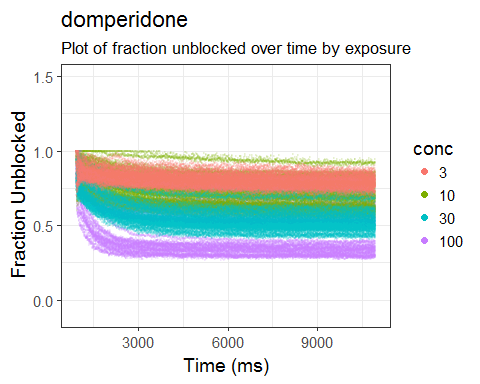 domperidone
Plot of fraction unblocked over time by exposure
Fraction Unblocked
1.5
1.0
0.5
0.0
3000
6000
9000
Time (ms)
conc
3
10
30
100